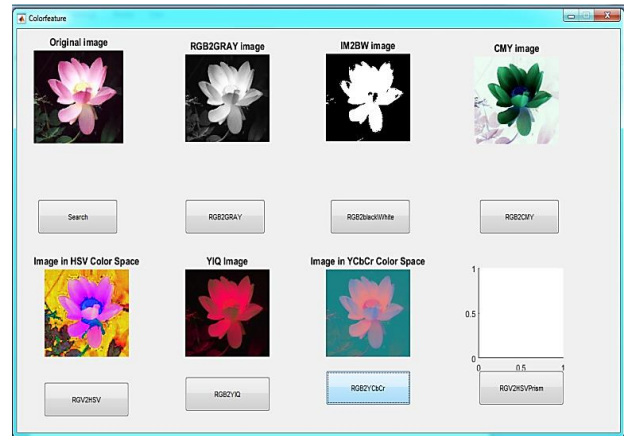 Colorfeature
Original image
RGB2GRAY image
IM2BW image
CMY image
Search
RGB2GRAY
RGB2blackWhite
RGB2CMY
Image in HSV Color Space
YIQ Image
Image in YCbCr Color Space
1
0.5
0
0 0.5 1
RGV2HSV
RGB2YIQ
RGB2YCbCr
RGV2HSVPrism